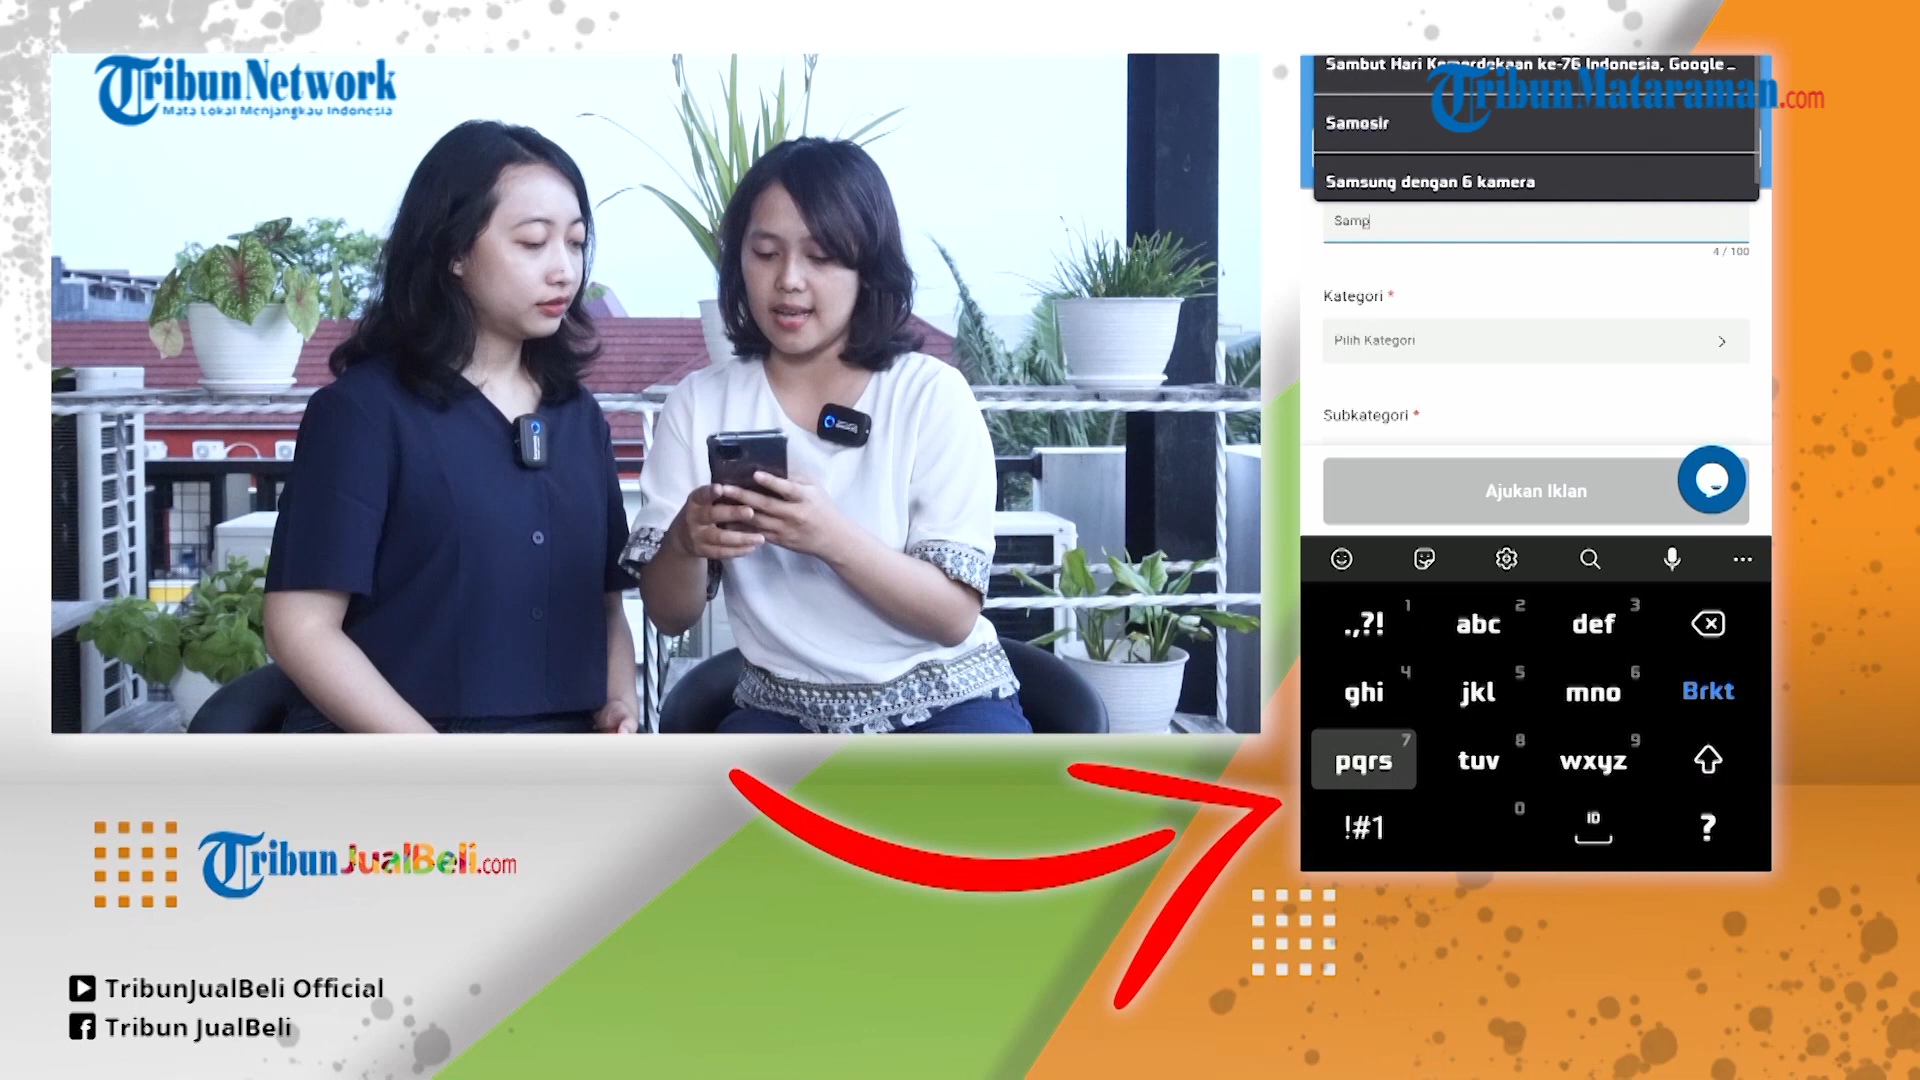 Tribun Network
Mata Lokal Menjangkau Indonesia
Sambut Hari Kemerdekaan ke-76 Indonesia, Google ...
TribunMataraman.com
Samosir
Samsung dengan 6 kamera
Samp
4 / 100
Kategori *
Pilih Kategori
Subkategori *
Ajukan Iklan
.,?! 1
abc 2
def 3
ghi 4
jkl 5
mno 6
Brkt
pqrs 7
tuv 8
wxyz 9
!#1
0
ID
?
TribunJualBeli.com
TribunJualBeli Official
Tribun JualBeli